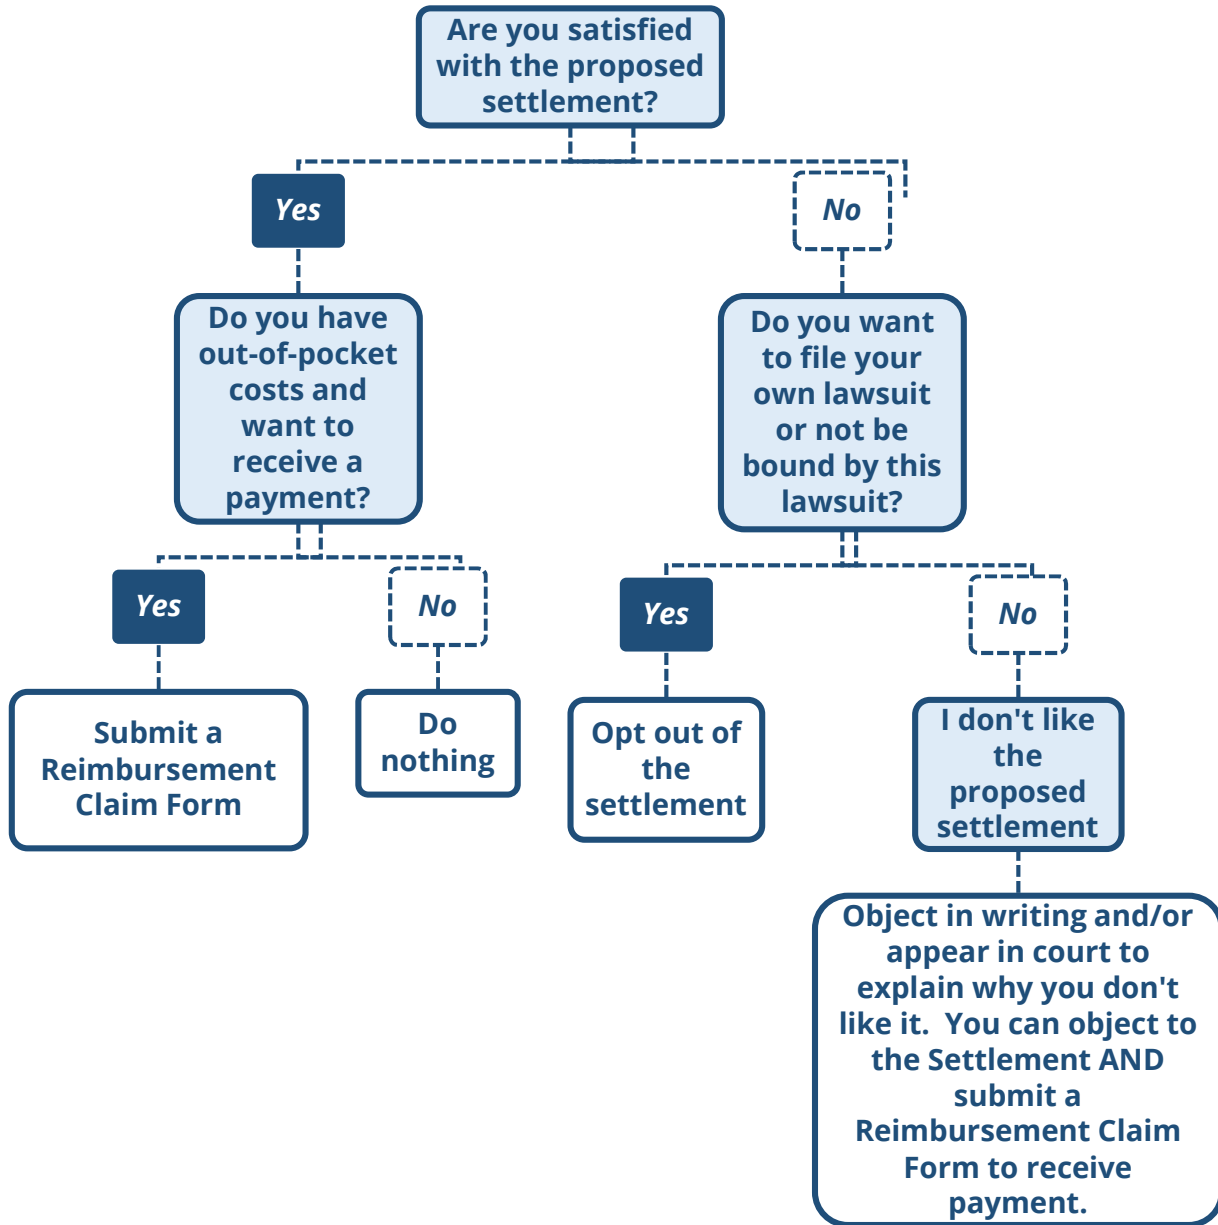 Are you satisfied
with the proposed
settlement?
Yes
No
Do you have
out-of-pocket
costs and
want to
receive a
payment?
Do you want
to file your
own lawsuit
or not be
bound by this
lawsuit?
Yes
No
Yes
No
Submit a
Reimbursement
Claim Form
Do
nothing
Opt out of
the
settlement
I don't like
the
proposed
settlement
Object in writing and/or
appear in court to
explain why you don't
like it.  You can object to
the Settlement AND
submit a
Reimbursement Claim
Form to receive
payment.